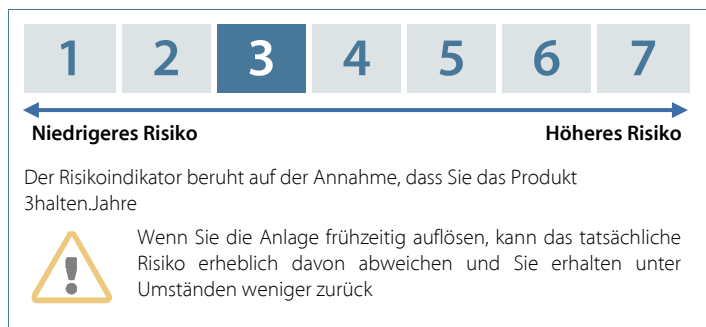 1 2 3 4 5 6 7
Niedrigeres Risiko Höheres Risiko
Der Risikoindikator beruht auf der Annahme, dass Sie das Produkt
3halten.Jahre
Wenn Sie die Anlage frühzeitig auflösen, kann das tatsächliche
Risiko erheblich davon abweichen und Sie erhalten unter
Umständen weniger zurück